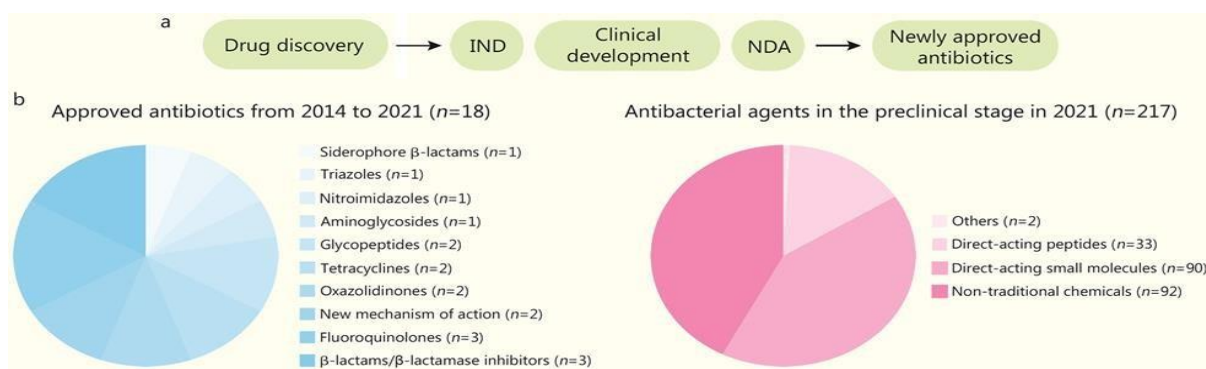 a
Drug discovery
IND
Clinical
development
NDA
Newly approved
antibiotics
b
Approved antibiotics from 2014 to 2021 (n=18)
Siderophore β-lactams (n=1)
Triazoles (n=1)
Nitroimidazoles (n=1)
Aminoglycosides (n=1)
Glycopeptides (n=2)
Tetracyclines (n=2)
Oxazolidinones (n=2)
New mechanism of action (n=2)
Fluoroquinolones (n=3)
β-lactams/β-lactamase inhibitors (n=3)
Antibacterial agents in the preclinical stage in 2021 (n=217)
Others (n=2)
Direct-acting peptides (n=33)
Direct-acting small molecules (n=90)
Non-traditional chemicals (n=92)